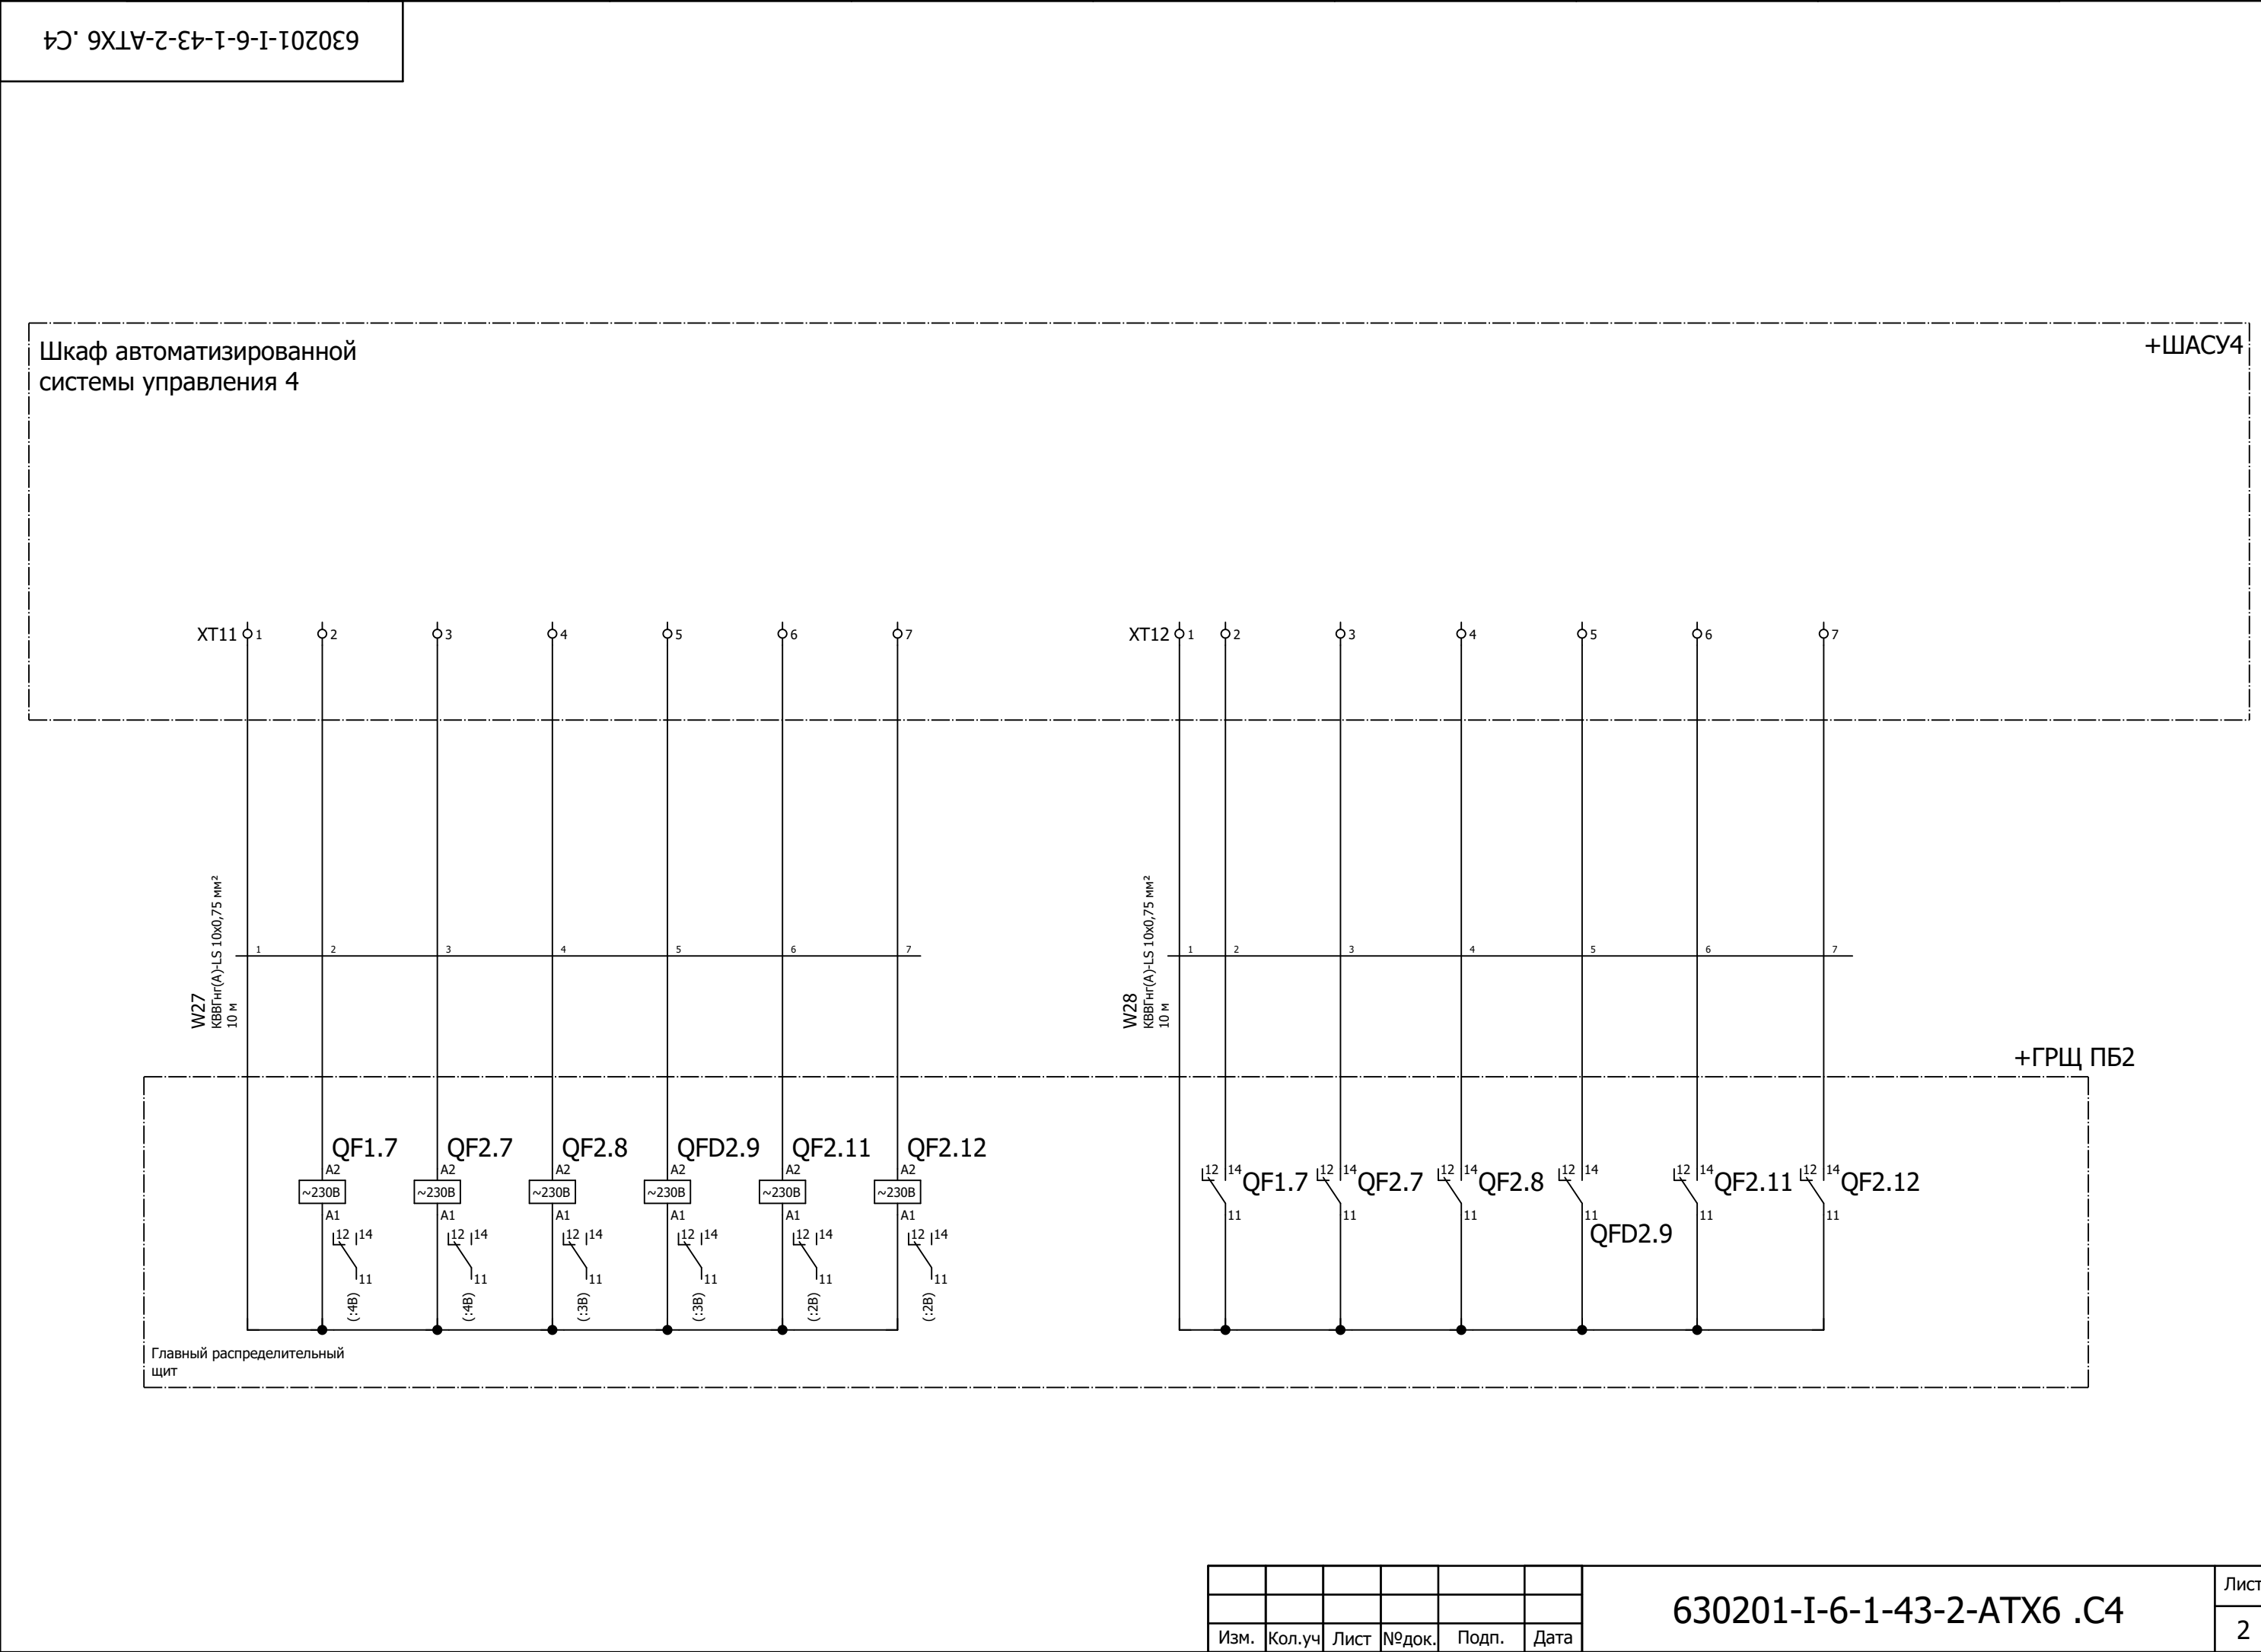 630201-I-6-1-43-2-АТХ6 .С4
Шкаф автоматизированной
системы управления 4
+ШАСУ4
XT11 1 2 3 4 5 6 7
XT12 1 2 3 4 5 6 7
W27
КВВГнг(А)-LS 10x0,75 мм²
10 м
1 2 3 4 5 6 7
W28
КВВГнг(А)-LS 10x0,75 мм²
10 м
1 2 3 4 5 6 7
+ГРЩ ПБ2
QF1.7 QF2.7 QF2.8 QFD2.9 QF2.11 QF2.12
A2 A2 A2 A2 A2 A2
~230В ~230В ~230В ~230В ~230В ~230В
A1 A1 A1 A1 A1 A1
12 14 12 14 12 14 12 14 12 14 12 14
11 11 11 11 11 11
(:4B) (:4B) (:3B) (:3B) (:2B) (:2B)
12 14 12 14 12 14 12 14 12 14 12 14
QF1.7 QF2.7 QF2.8 QF2.11 QF2.12
11 11 11 11 11 11
QFD2.9
Главный распределительный
щит
630201-I-6-1-43-2-АТХ6 .С4
Лист
2
Изм. Кол.уч Лист №док. Подп. Дата